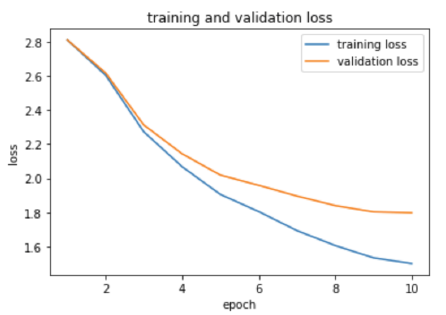 training and validation loss
training loss
validation loss
2.8
2.6
2.4
2.2
2.0
1.8
1.6
loss
2
4
6
8
10
epoch